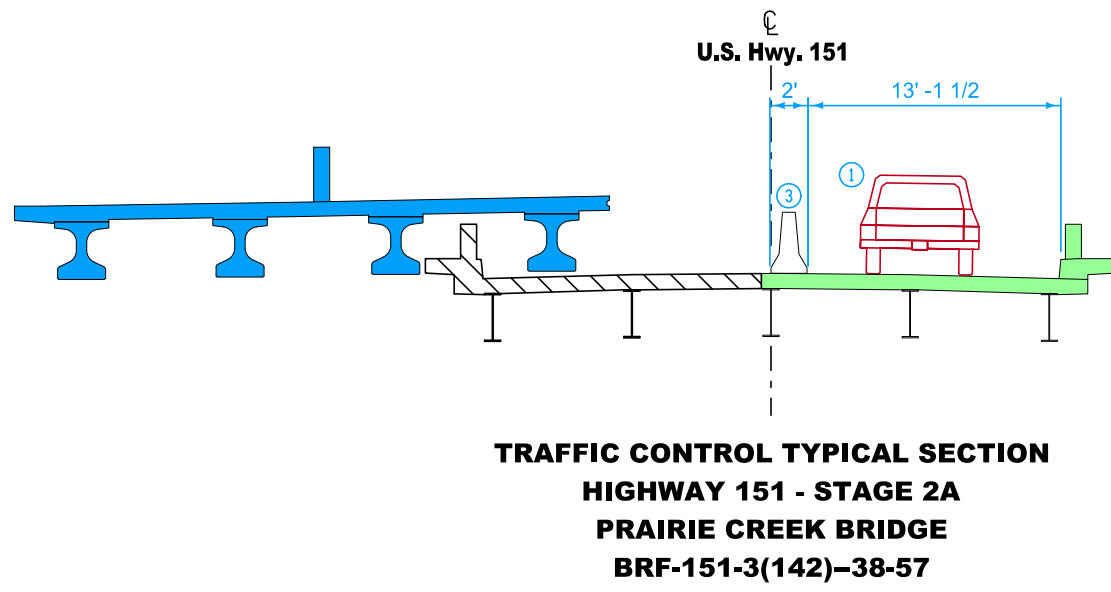 ℄
U.S. Hwy. 151
2' 13' -1 1/2
1
3
TRAFFIC CONTROL TYPICAL SECTION
HIGHWAY 151 - STAGE 2A
PRAIRIE CREEK BRIDGE
BRF-151-3(142)–38-57